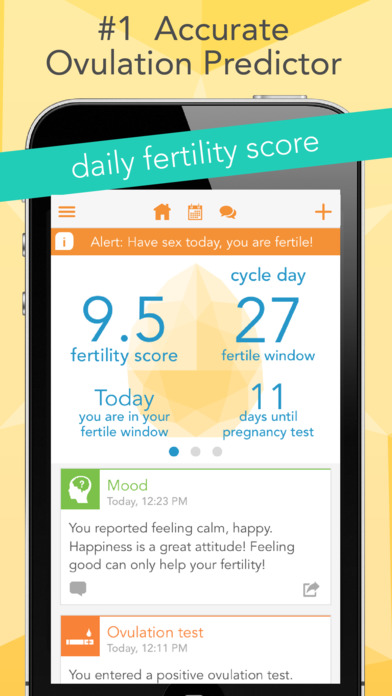 #1 Accurate
Ovulation Predictor
daily fertility score
i Alert: Have sex today, you are fertile!
cycle day
9.5
27
fertility score
fertile window
Today
11
you are in your
fertile window
days until
pregnancy test
?
Mood
Today, 12:23 PM
You reported feeling calm, happy.
Happiness is a great attitude! Feeling
good can only help your fertility!
Ovulation test
Today, 12:11 PM
You entered a positive ovulation test.